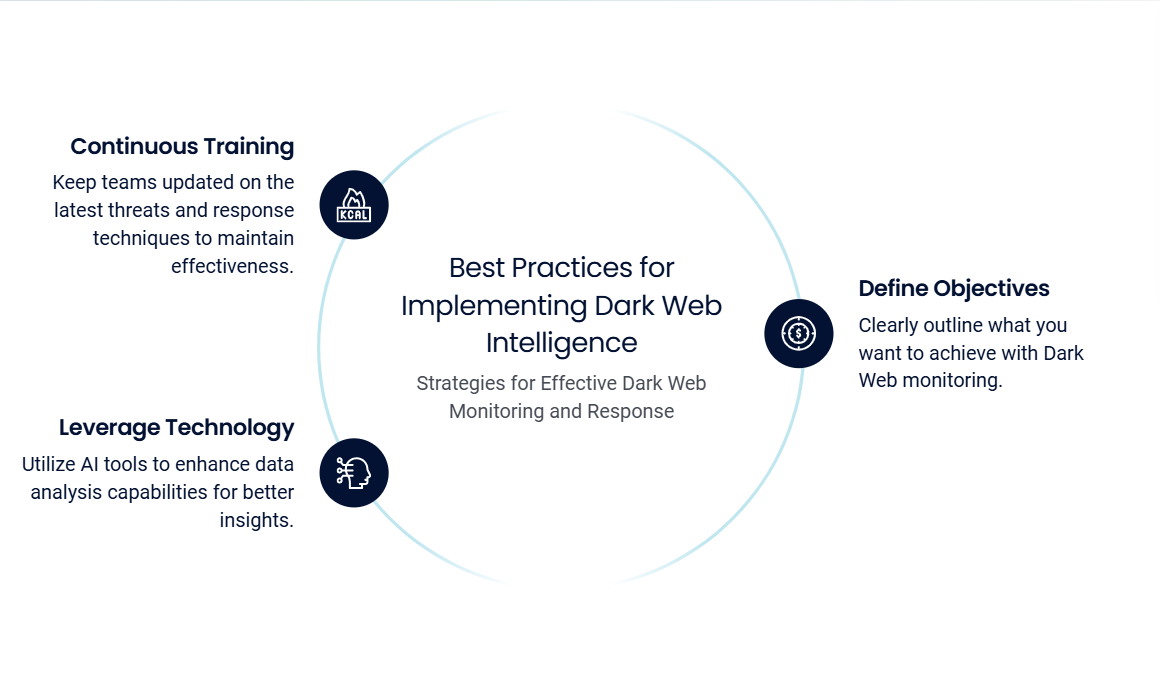 Continuous Training
Keep teams updated on the
latest threats and response
techniques to maintain
effectiveness.
KCAL
Best Practices for
Implementing Dark Web
Intelligence
Strategies for Effective Dark Web
Monitoring and Response
Define Objectives
Clearly outline what you
want to achieve with Dark
Web monitoring.
$
Leverage Technology
Utilize AI tools to enhance data
analysis capabilities for better
insights.